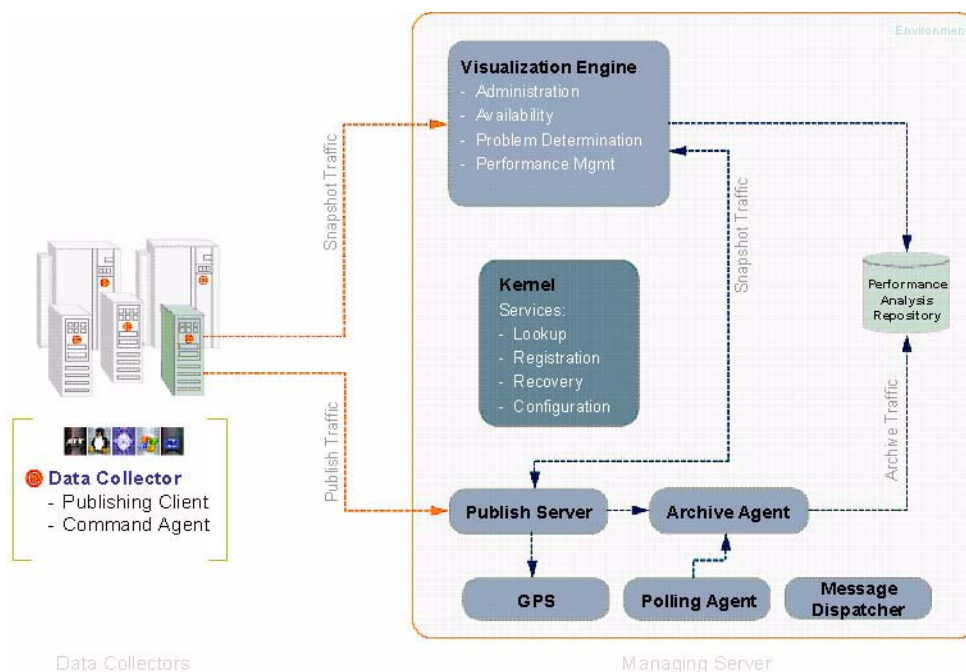 Environment
Visualization Engine
- Administration
- Availability
- Problem Determination
- Performance Mgmt
Snapshot Traffic
Snapshot Traffic
Kernel
Services:
- Lookup
- Registration
- Recovery
- Configuration
Performance
Analysis
Repository
Archive Traffic
Publish Traffic
Data Collector
- Publishing Client
- Command Agent
Publish Server
Archive Agent
GPS
Polling Agent
Message
Dispatcher
Data Collectors
Managing Server